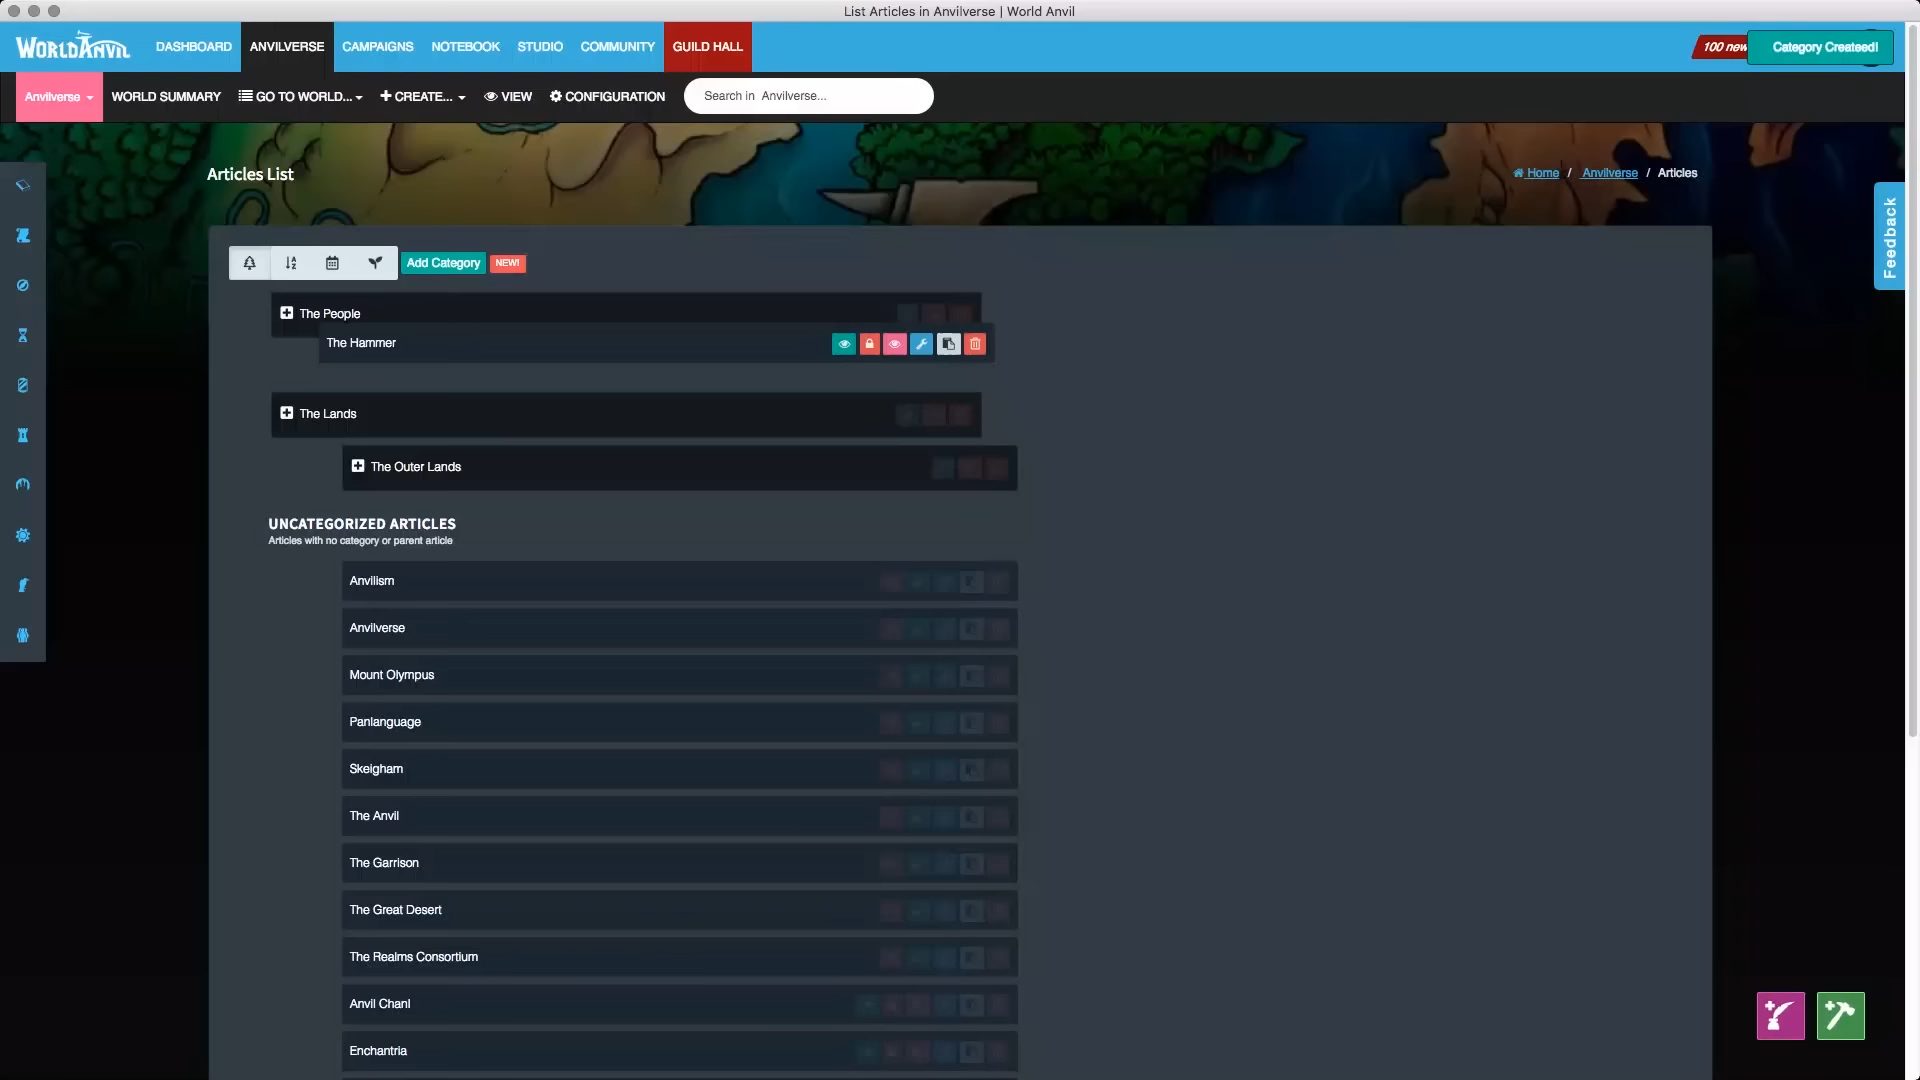 List Articles in Anvilverse | World Anvil
WORLDANVIL DASHBOARD ANVILVERSE CAMPAIGNS NOTEBOOK STUDIO COMMUNITY GUILD HALL 100 new Category Createed!
Anvilverse WORLD SUMMARY GO TO WORLD... CREATE... VIEW CONFIGURATION Search in Anvilverse...
Articles List Home / Anvilverse / Articles
Feedback
Add Category NEW!
The People
The Hammer
The Lands
The Outer Lands
UNCATEGORIZED ARTICLES
Articles with no category or parent article
Anvilism
Anvilverse
Mount Olympus
Panlanguage
Skeigham
The Anvil
The Garrison
The Great Desert
The Realms Consortium
Anvil Chanl
Enchantria